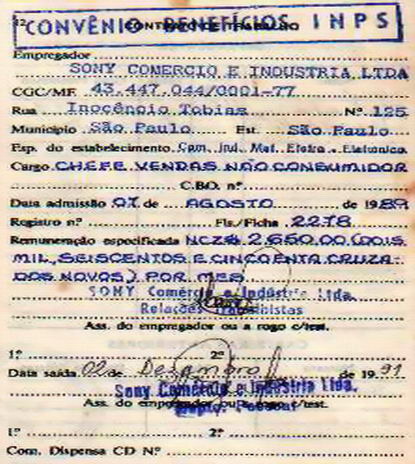 12
CONVÊNIO BENEFÍCIOS INPS
CONTRATO DE TRABALHO
Empregador
SONY COMERCIO E INDUSTRIA LTDA
CGC/MF 43.447.044/0001-77
Rua Inocêncio Tobias Nº 125
Município São Paulo Est. São Paulo
Esp. do estabelecimento Com. Ind. Mat. Eletro - Eletronico
Cargo CHEFE VENDAS NÃO CONSUMIDOR
C.B.O. nº
Data admissão 07 de AGOSTO de 1989
Registro nº Fls./Ficha 2278
Remuneração especificada NCZ$ 2.650,00 (DOIS
MIL, SEISCENTOS E CINCOENTA CRUZA-
DOS NOVOS) POR MES
SONY Comércio e Indústria Ltda.
Relações Trabalhistas
Ass. do empregador ou a rogo c/test.
1º 2º
Data saída 02 de Dezembro de 1991
Sony Comércio e Indústria Ltda.
Ass. do empregador ou a rogo c/test.
1º 2º
Com. Dispensa CD Nº